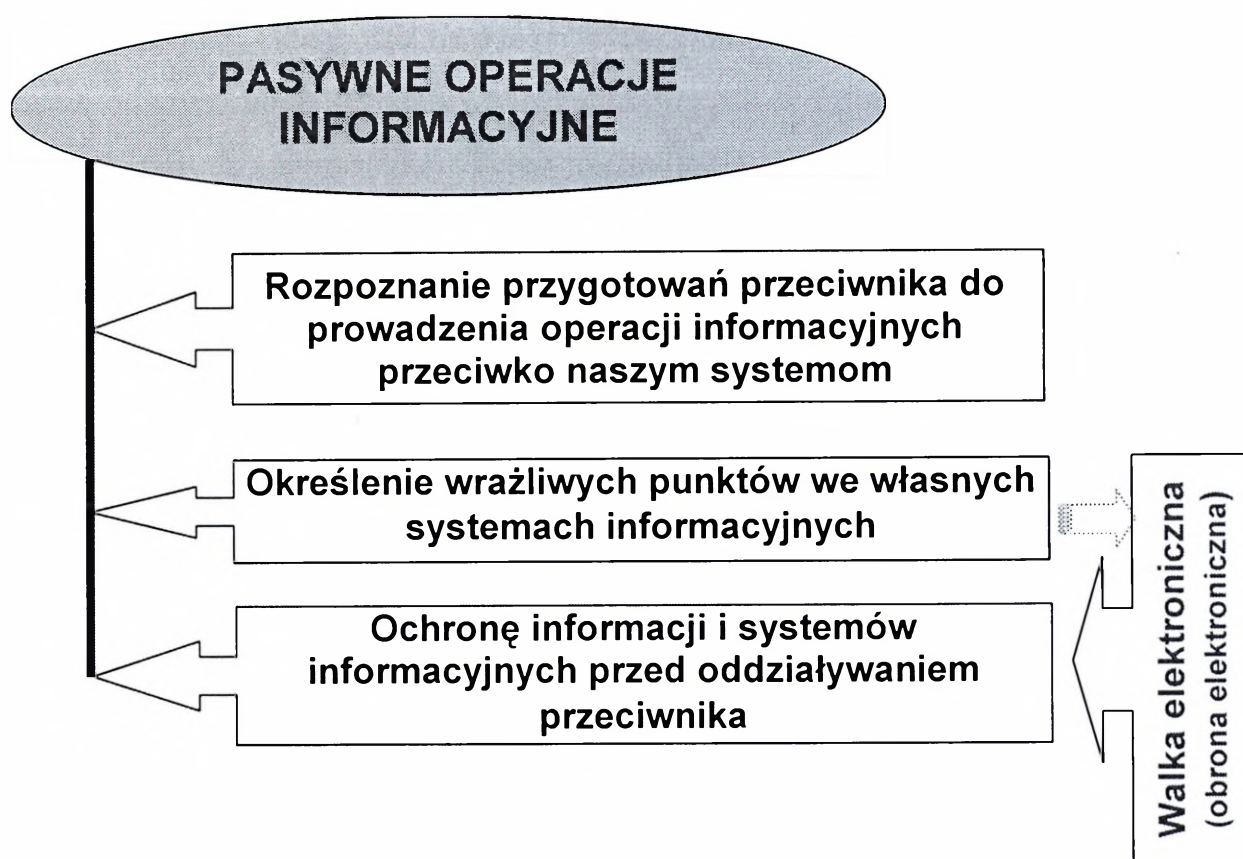 PASYWNE OPERACJE
INFORMACYJNE
Rozpoznanie przygotowań przeciwnika do
prowadzenia operacji informacyjnych
przeciwko naszym systemom
Określenie wrażliwych punktów we własnych
systemach informacyjnych
Ochronę informacji i systemów
informacyjnych przed oddziaływaniem
przeciwnika
Walka elektroniczna
(obrona elektroniczna)